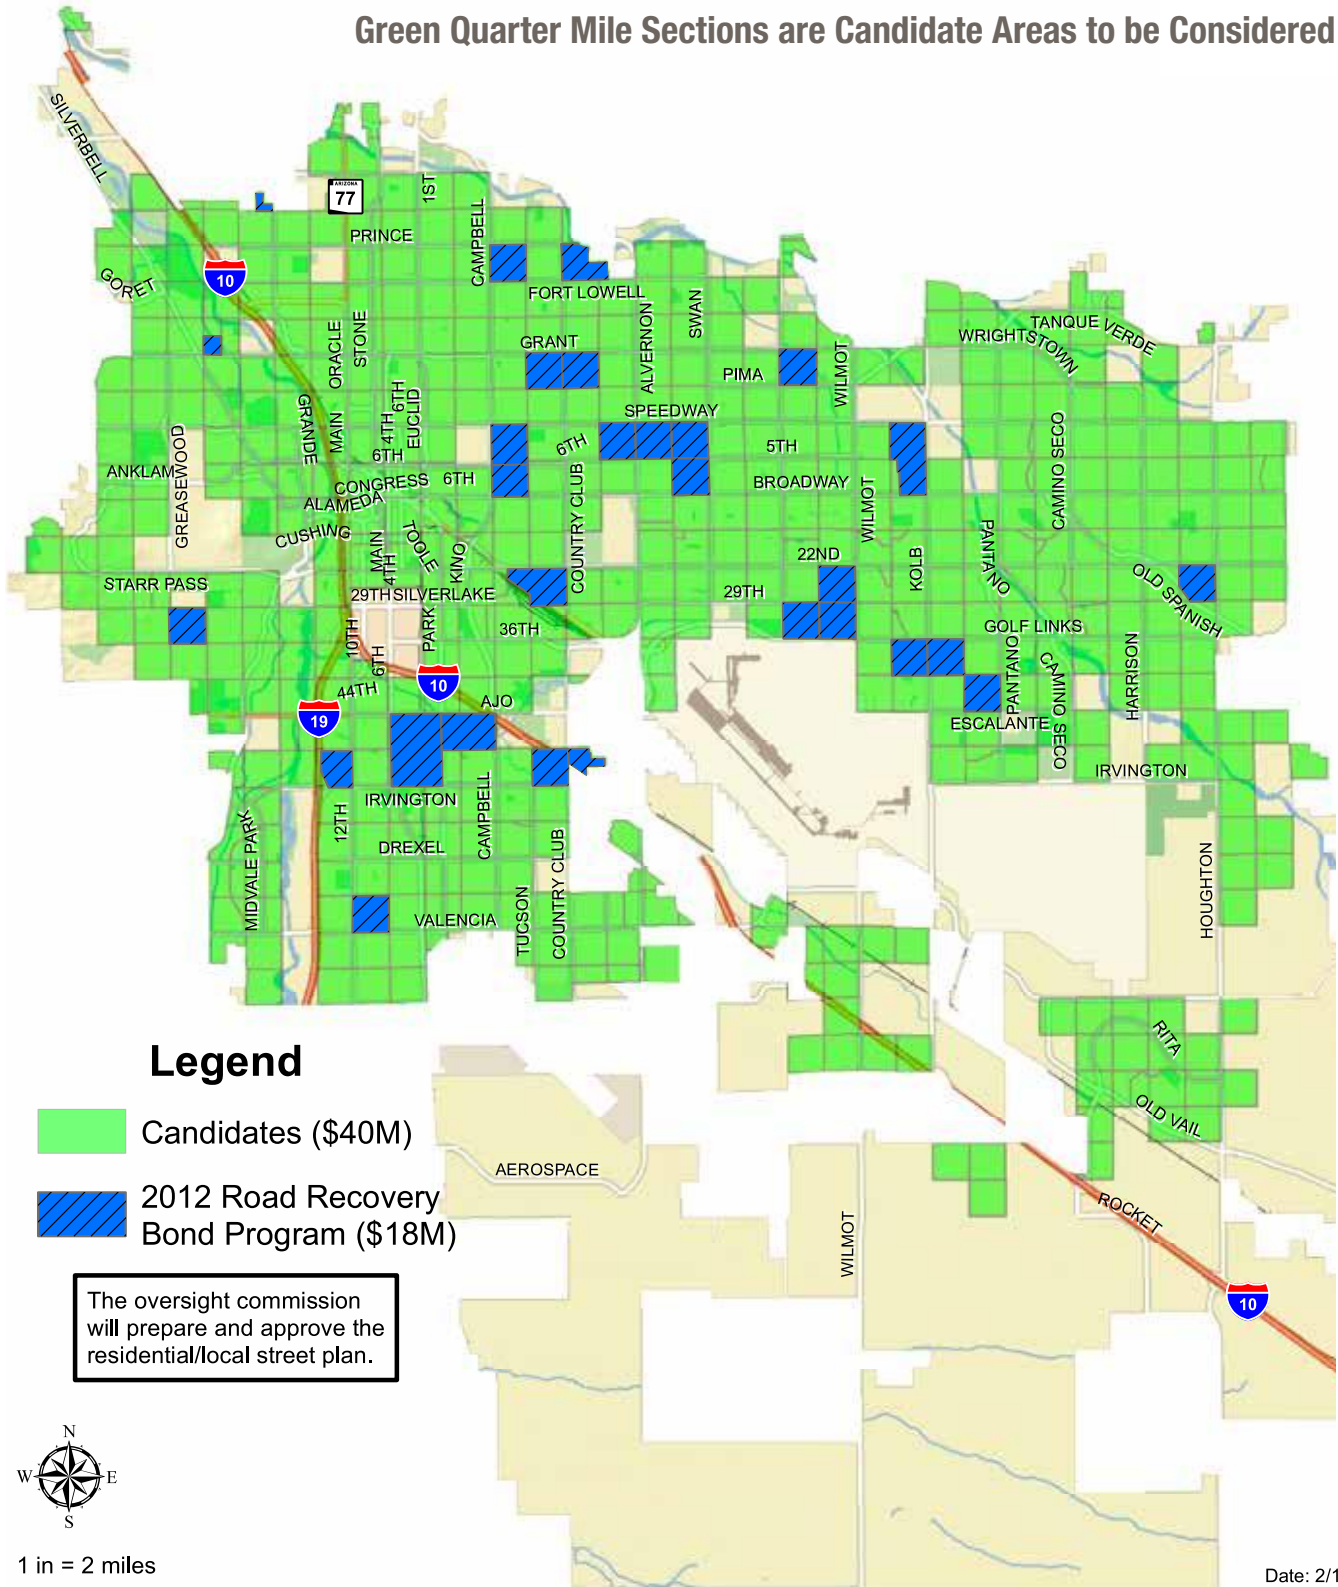 Green Quarter Mile Sections are Candidate Areas to be Considered
SILVERBELL
ARIZONA
77
1ST
CAMPBELL
PRINCE
GORET
10
FORT LOWELL
ORACLE
STONE
GRANT
ALVERNON
SWAN
PIMA
WILMOT
WRIGHTSTOWN
TANQUE VERDE
GRANDE
MAIN
4TH
6TH
EUCLID
6TH
SPEEDWAY
6TH
5TH
CAMINO SECO
ANKLAM
GREASEWOOD
CONGRESS
6TH
ALAMEDA
BROADWAY
CUSHING
MAIN
4TH
TOOLE
KINO
COUNTRY CLUB
WILMOT
22ND
KOLB
PANTANO
STARR PASS
29TH
SILVERLAKE
29TH
OLD SPANISH
10TH
6TH
PARK
36TH
GOLF LINKS
PANTANO
CAMINO SECO
HARRISON
44TH
10
AJO
19
ESCALANTE
IRVINGTON
12TH
IRVINGTON
CAMPBELL
MIDVALE PARK
DREXEL
COUNTRY CLUB
HOUGHTON
VALENCIA
TUCSON
RITA
OLD VAIL
AEROSPACE
ROCKET
WILMOT
10
Legend
Candidates ($40M)
2012 Road Recovery
Bond Program ($18M)
The oversight commission
will prepare and approve the
residential/local street plan.
N
W E
S
1 in = 2 miles
Date: 2/1